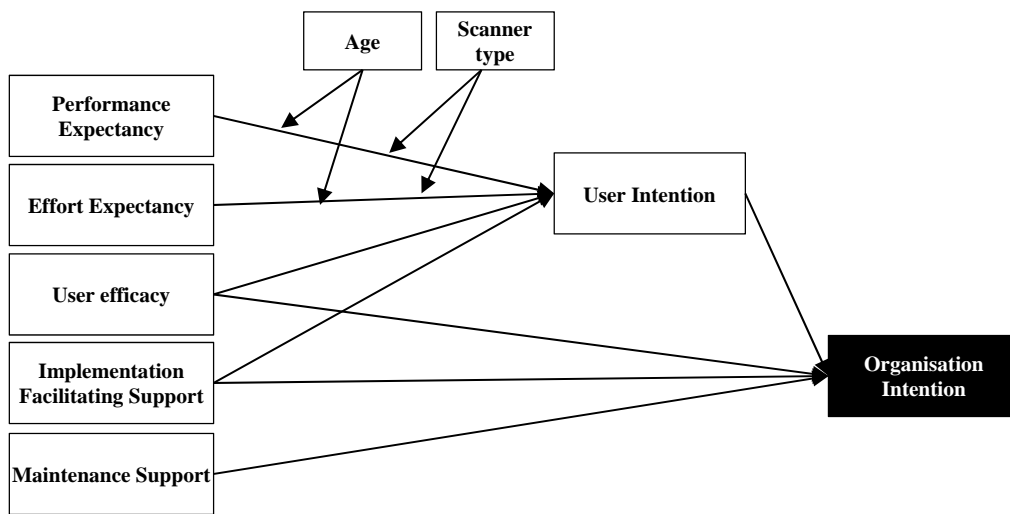 Age
Scanner
type
Performance
Expectancy
Effort Expectancy
User Intention
User efficacy
Implementation
Facilitating Support
Organisation
Intention
Maintenance Support